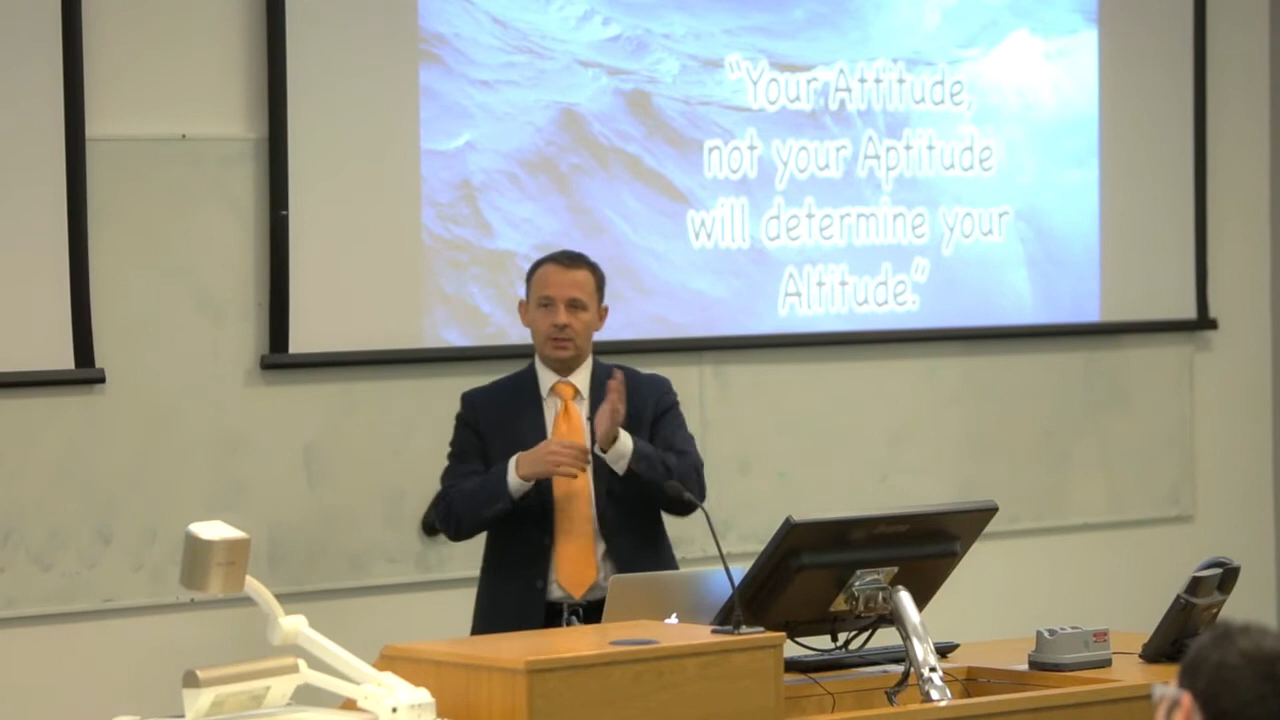 "Your Attitude,
not your Aptitude
will determine your
Altitude."